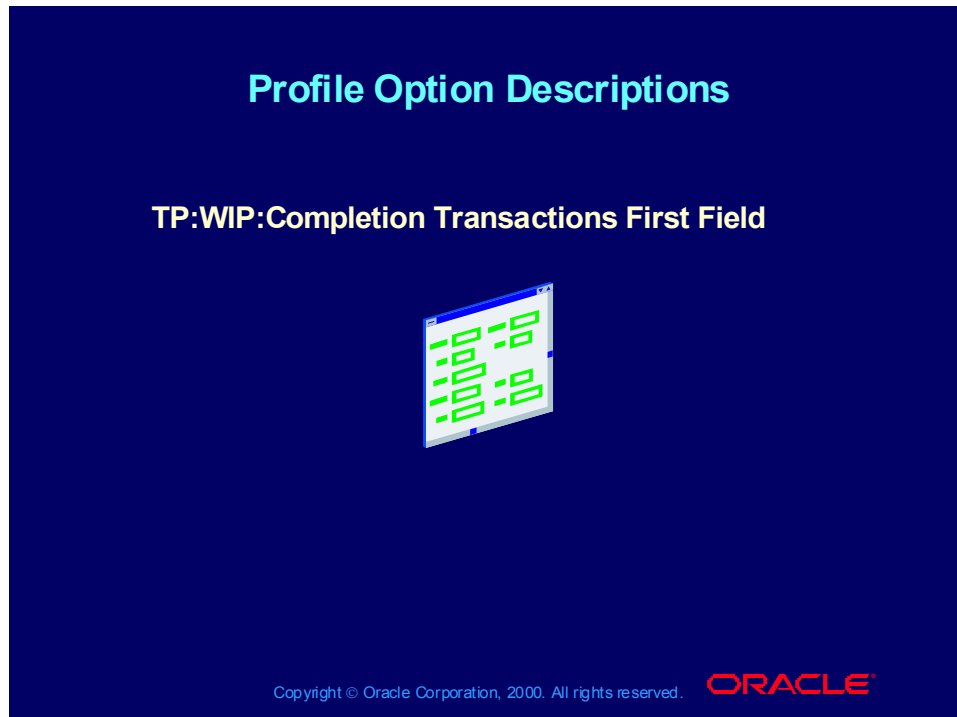 Profile Option Descriptions
TP:WIP:Completion Transactions First Field
Copyright © Oracle Corporation, 2000. All rights reserved.
ORACLE®